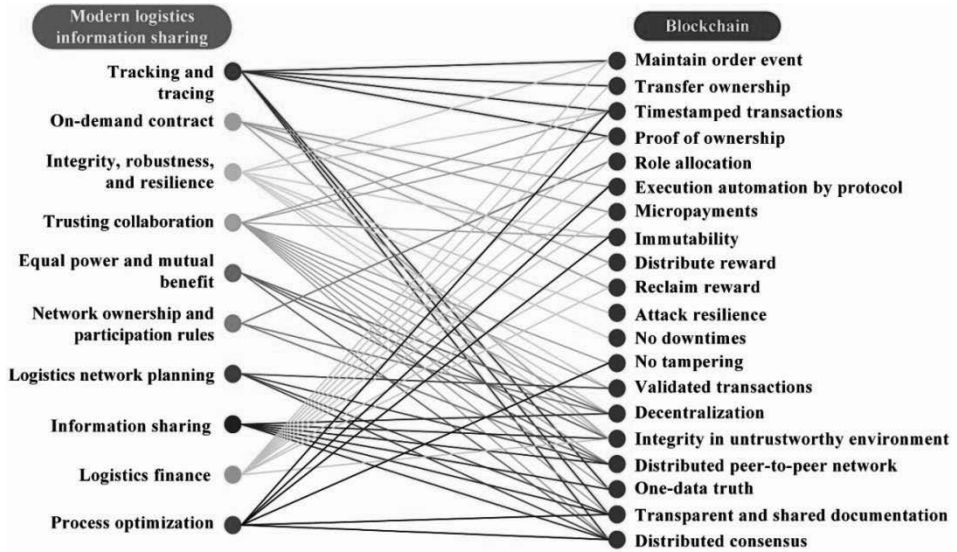 Modern logistics
information sharing
Tracking and
tracing
On-demand contract
Integrity, robustness,
and resilience
Trusting collaboration
Equal power and mutual
benefit
Network ownership and
participation rules
Logistics network planning
Information sharing
Logistics finance
Process optimization
Blockchain
Maintain order event
Transfer ownership
Timestamped transactions
Proof of ownership
Role allocation
Execution automation by protocol
Micropayments
Immutability
Distribute reward
Reclaim reward
Attack resilience
No downtimes
No tampering
Validated transactions
Decentralization
Integrity in untrustworthy environment
Distributed peer-to-peer network
One-data truth
Transparent and shared documentation
Distributed consensus